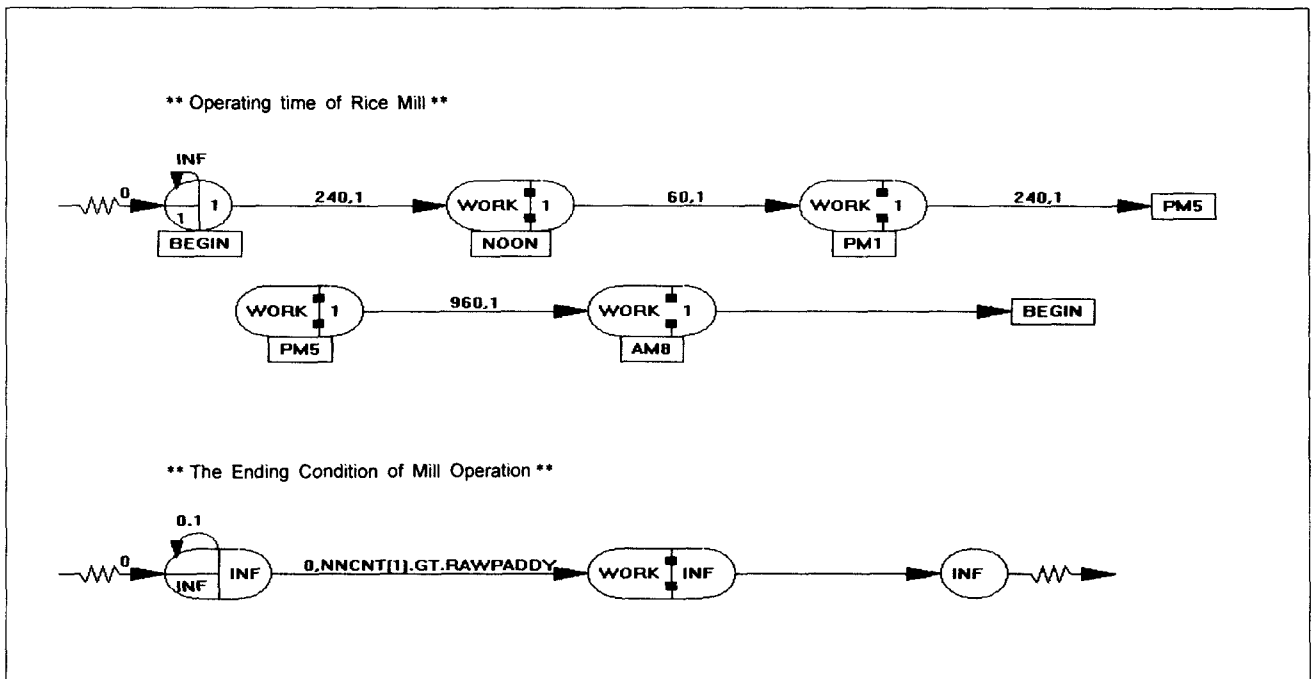 ** Operating time of Rice Mill **
INF
0 1 1 240,1 WORK 1 60,1 WORK 1 240,1 PM5
BEGIN NOON PM1
WORK 1 960,1 WORK 1 BEGIN
PM5 AM8
** The Ending Condition of Mill Operation **
0.1
0 INF INF 0,NNCNT[1].GT.RAWPADDY WORK INF INF